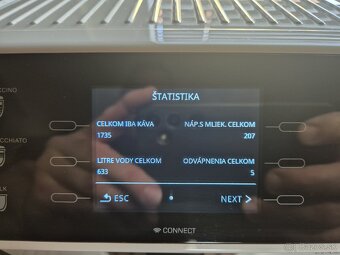 ŠTATISTIKA
CELKOM IBA KÁVA
1735
NÁP.S MLIEK. CELKOM
207
LITRE VODY CELKOM
633
ODVÁPNENIA CELKOM
5
ESC
NEXT
CONNECT